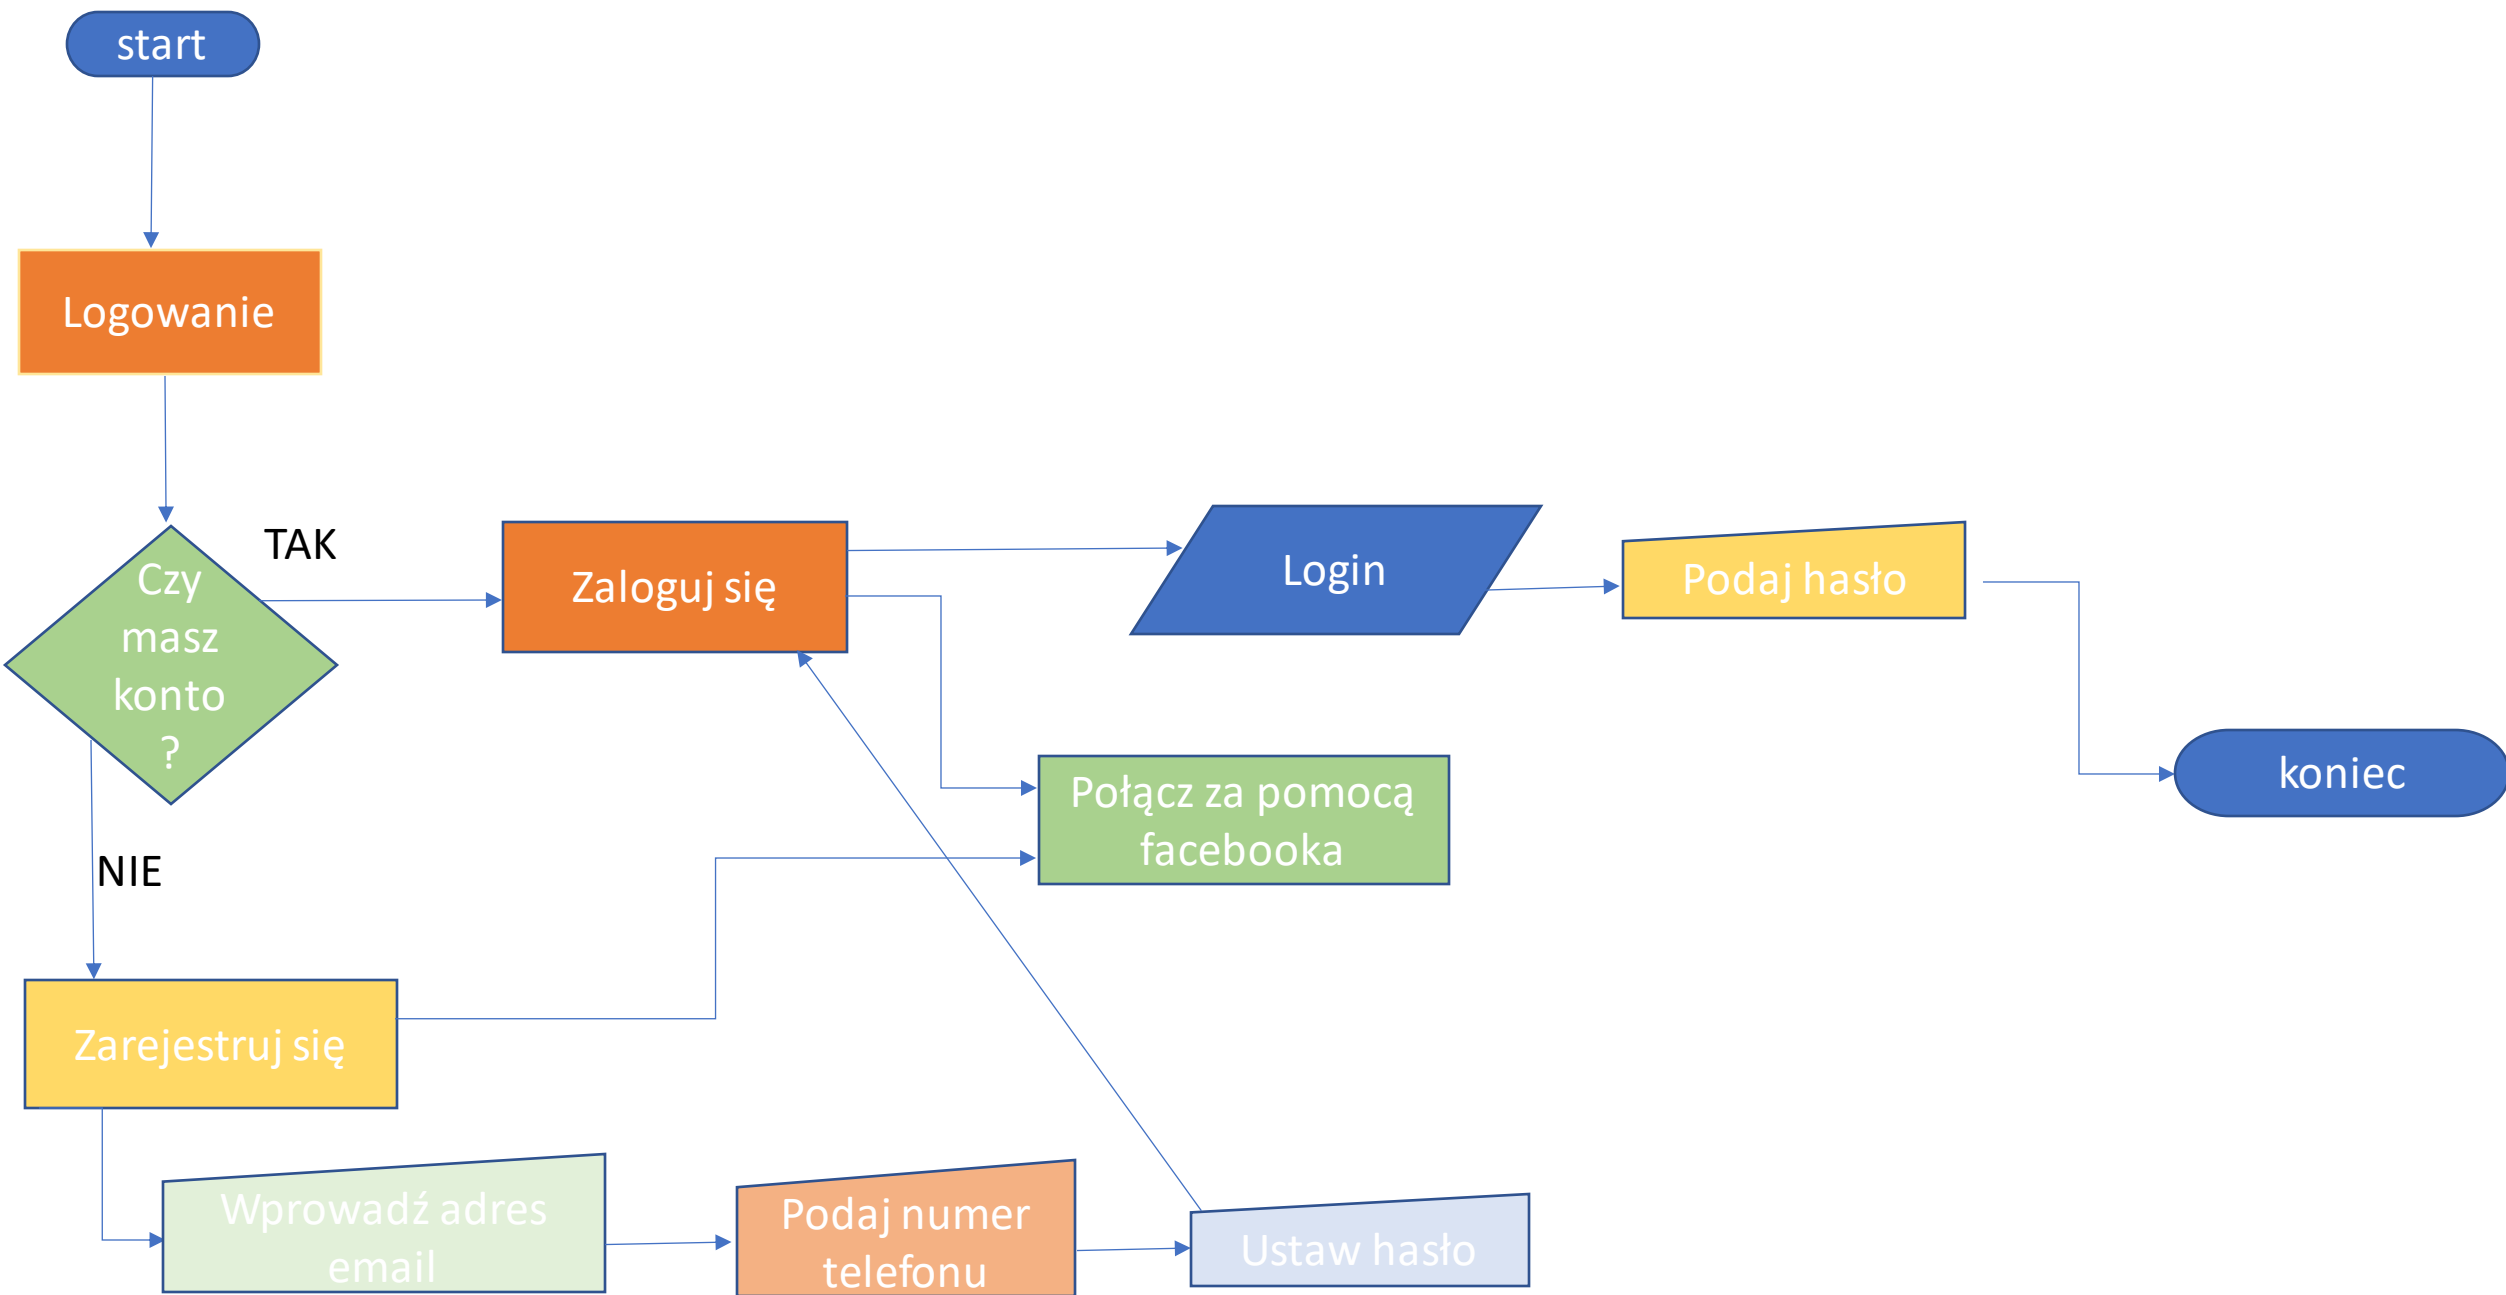 start
Logowanie
TAK
Czy
masz
konto
?
Zaloguj się
Login
Podaj hasło
Połącz za pomocą
facebooka
koniec
NIE
Zarejestruj się
Wprowadź adres
email
Podaj numer
telefonu
Ustaw hasło